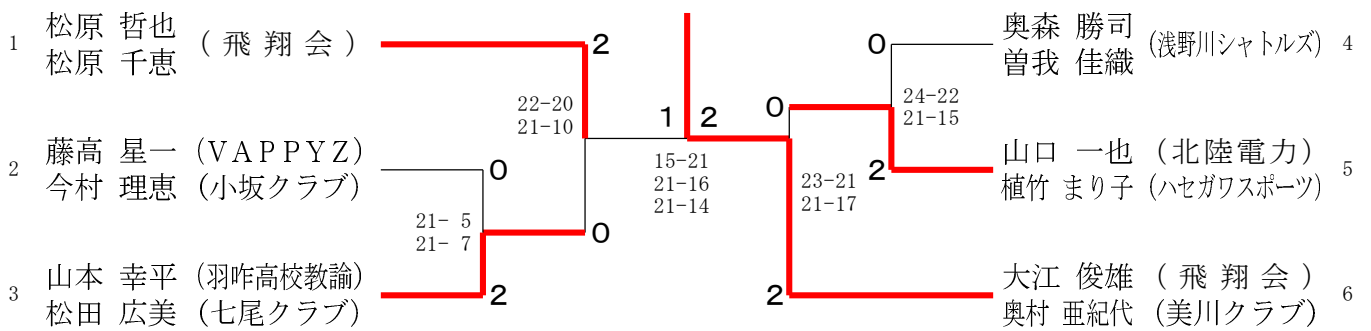 1 松原 哲也
松原 千恵 (飛翔会)
2 藤高 星一 (VAPPYZ)
今村 理恵 (小坂クラブ)
3 山本 幸平 (羽咋高校教諭)
松田 広美 (七尾クラブ)
2
22-20
21-10
0
21- 5
21- 7
0
2
1 2
15-21
21-16
21-14
0
23-21
21-17
2
0
24-22
21-15
2
奥森 勝司
曽我 佳織 (浅野川シャトルズ) 4
山口 一也 (北陸電力)
植竹 まり子 (ハセガワスポーツ) 5
大江 俊雄 (飛翔会)
奥村 亜紀代 (美川クラブ) 6